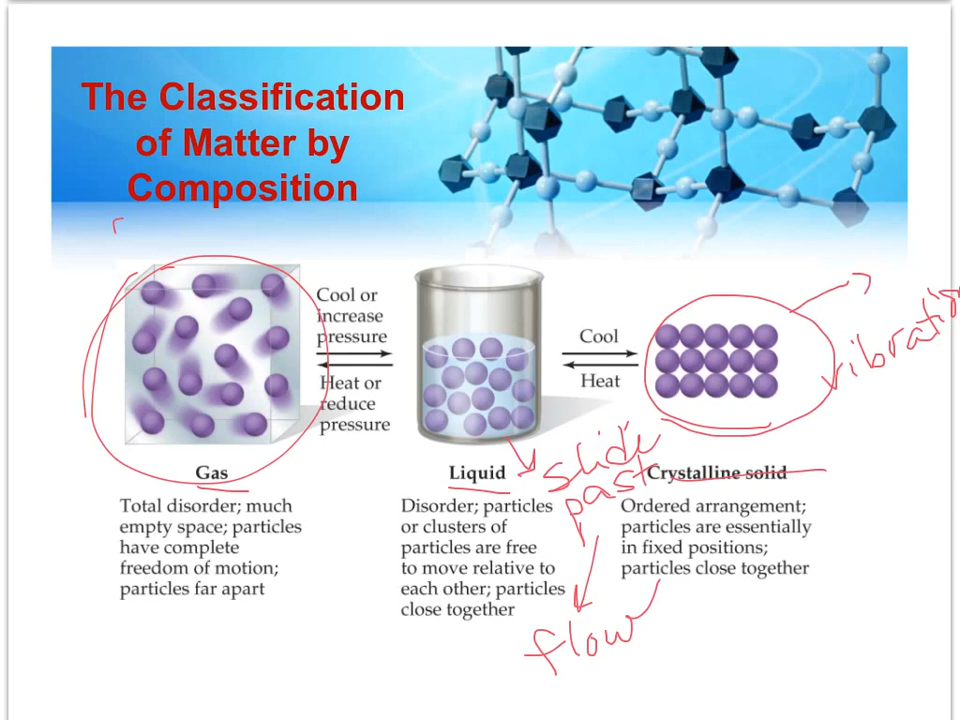 The Classification
of Matter by
Composition
Cool or
increase
pressure
Heat or
reduce
pressure
Cool
Heat
vibration
slide
past
flow
Gas
Total disorder; much
empty space; particles
have complete
freedom of motion;
particles far apart
Liquid
Disorder; particles
or clusters of
particles are free
to move relative to
each other; particles
close together
Crystalline solid
Ordered arrangement;
particles are essentially
in fixed positions;
particles close together